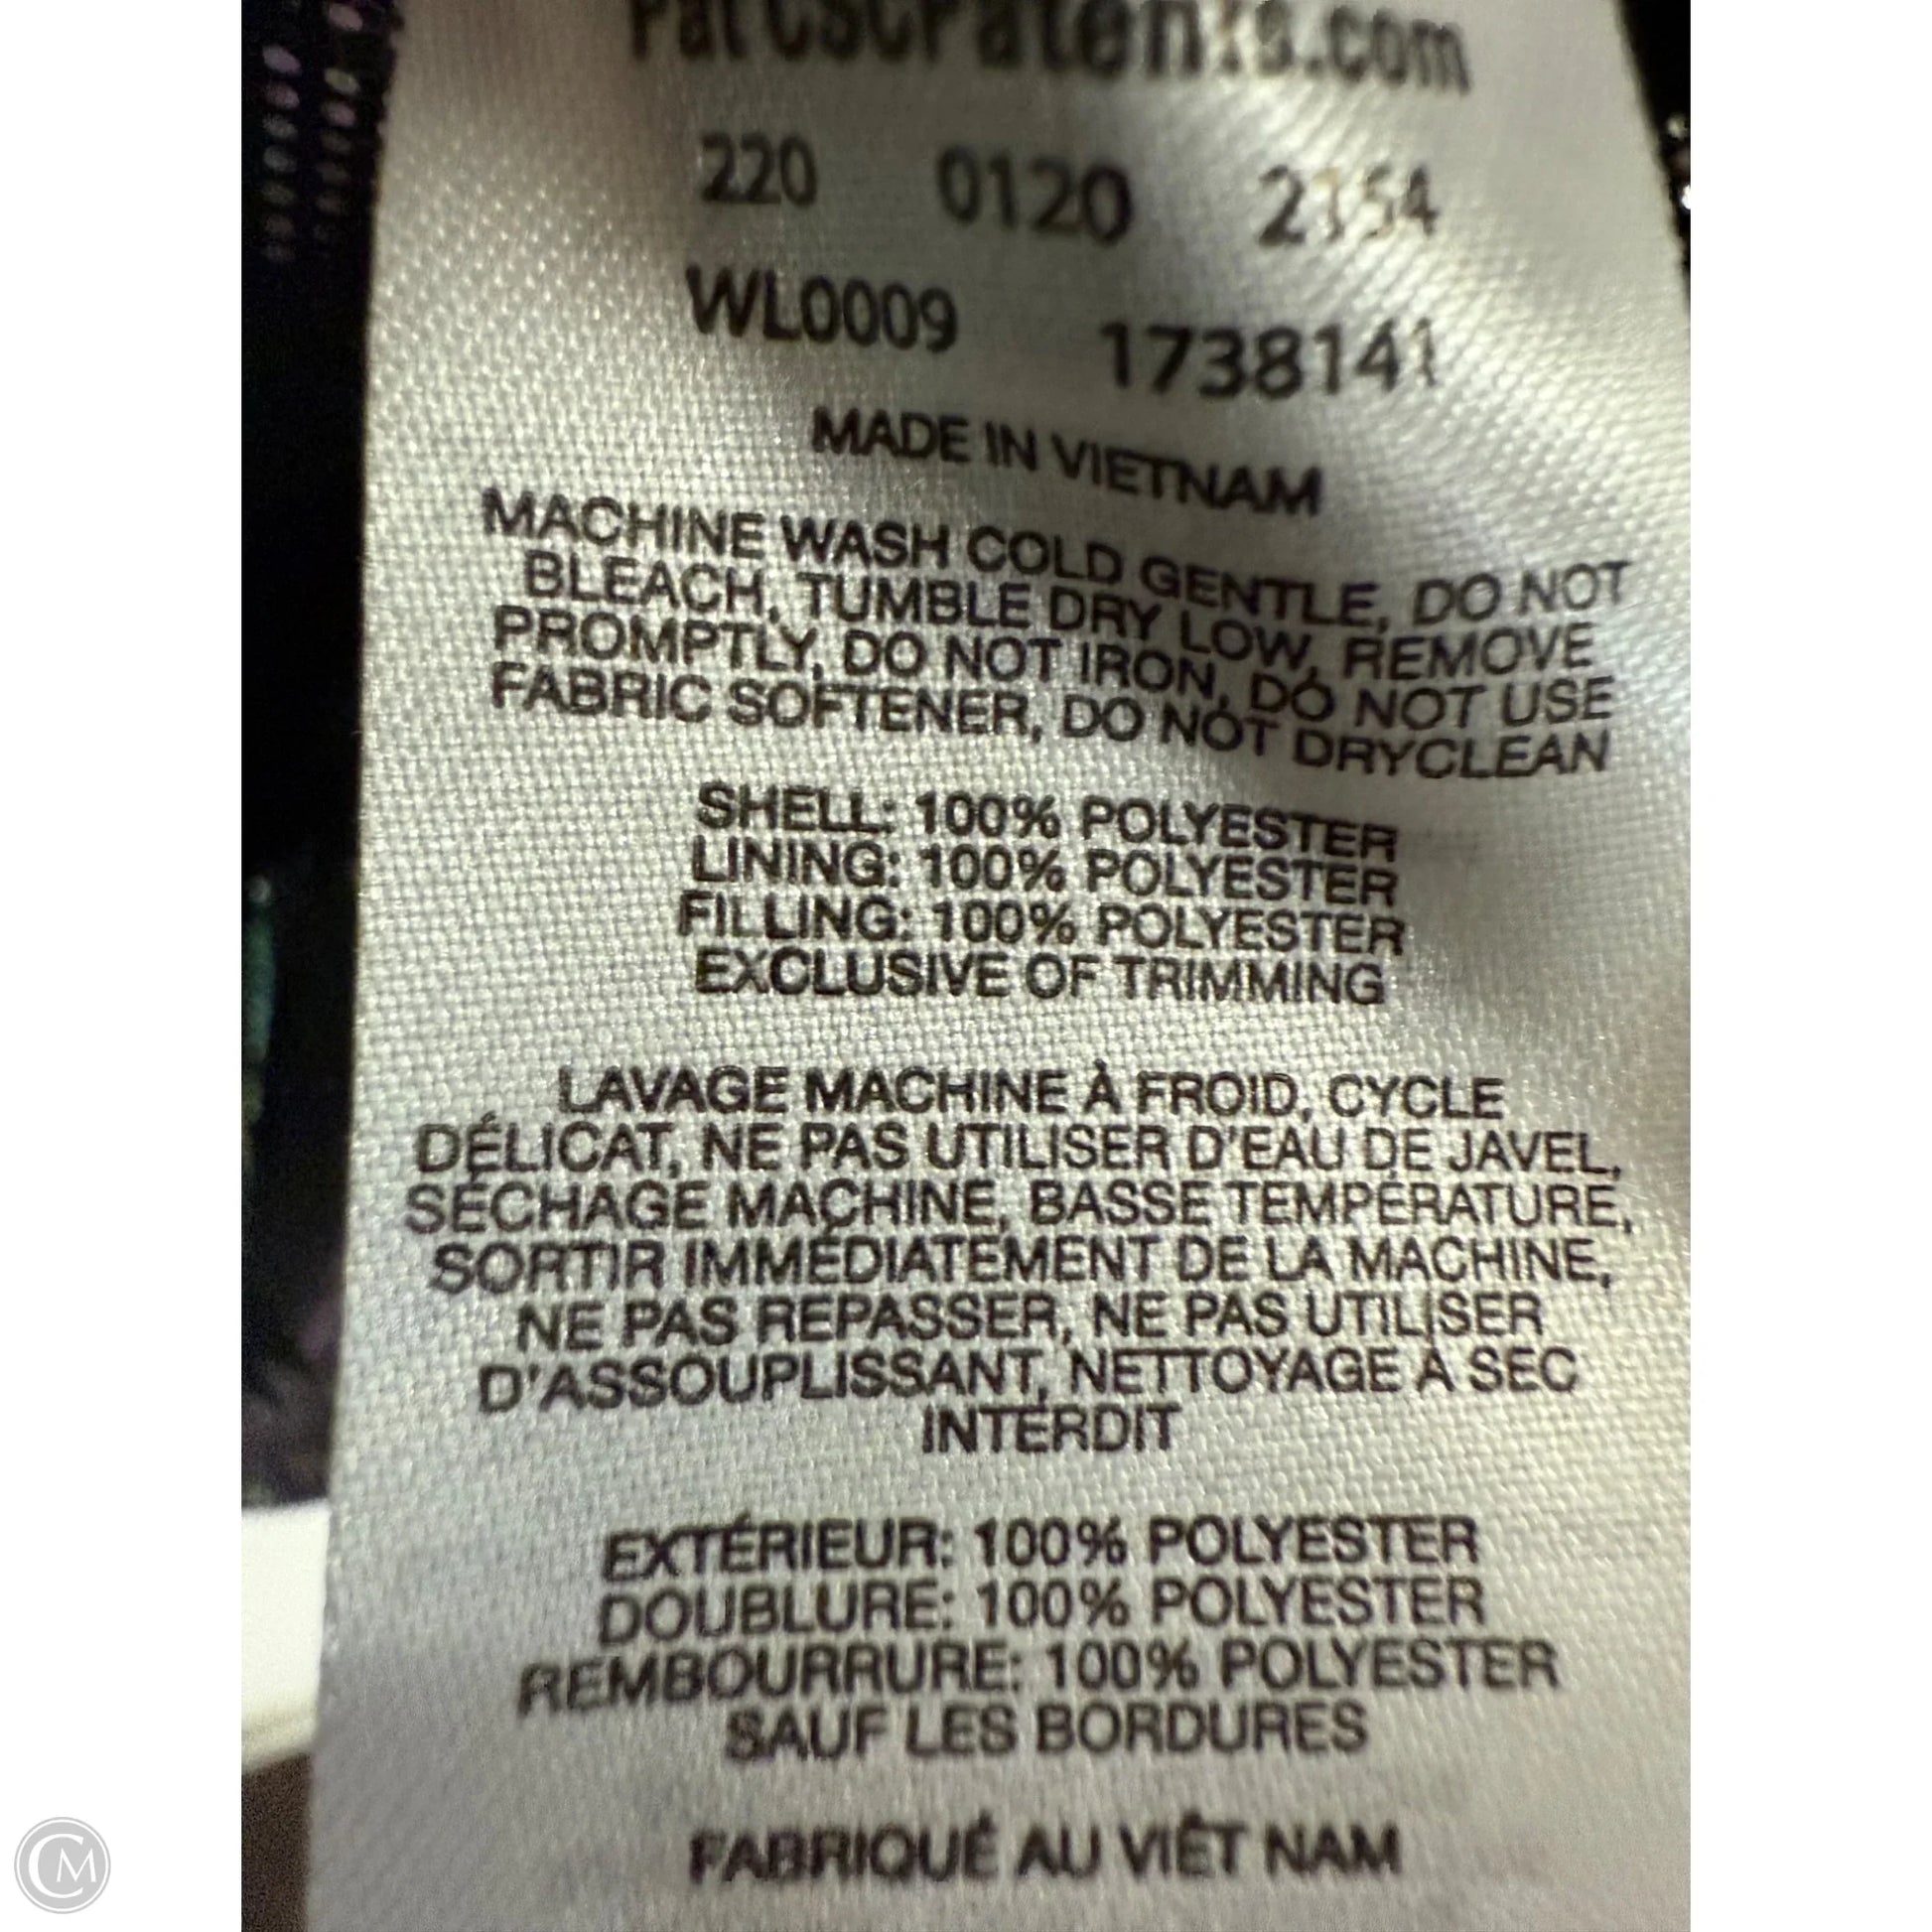 220 0120 2154
WL0009 1738141
MADE IN VIETNAM
MACHINE WASH COLD GENTLE, DO NOT
BLEACH, TUMBLE DRY LOW, REMOVE
PROMPTLY, DO NOT IRON, DO NOT USE
FABRIC SOFTENER, DO NOT DRYCLEAN
SHELL: 100% POLYESTER
LINING: 100% POLYESTER
FILLING: 100% POLYESTER
EXCLUSIVE OF TRIMMING
LAVAGE MACHINE À FROID, CYCLE
DÉLICAT, NE PAS UTILISER D'EAU DE JAVEL,
SÉCHAGE MACHINE, BASSE TEMPÉRATURE,
SORTIR IMMÉDIATEMENT DE LA MACHINE,
NE PAS REPASSER, NE PAS UTILISER
D'ASSOUPLISSANT, NETTOYAGE À SEC
INTERDIT
EXTÉRIEUR: 100% POLYESTER
DOUBLURE: 100% POLYESTER
REMBOURRURE: 100% POLYESTER
SAUF LES BORDURES
FABRIQUÉ AU VIÊT NAM
CM